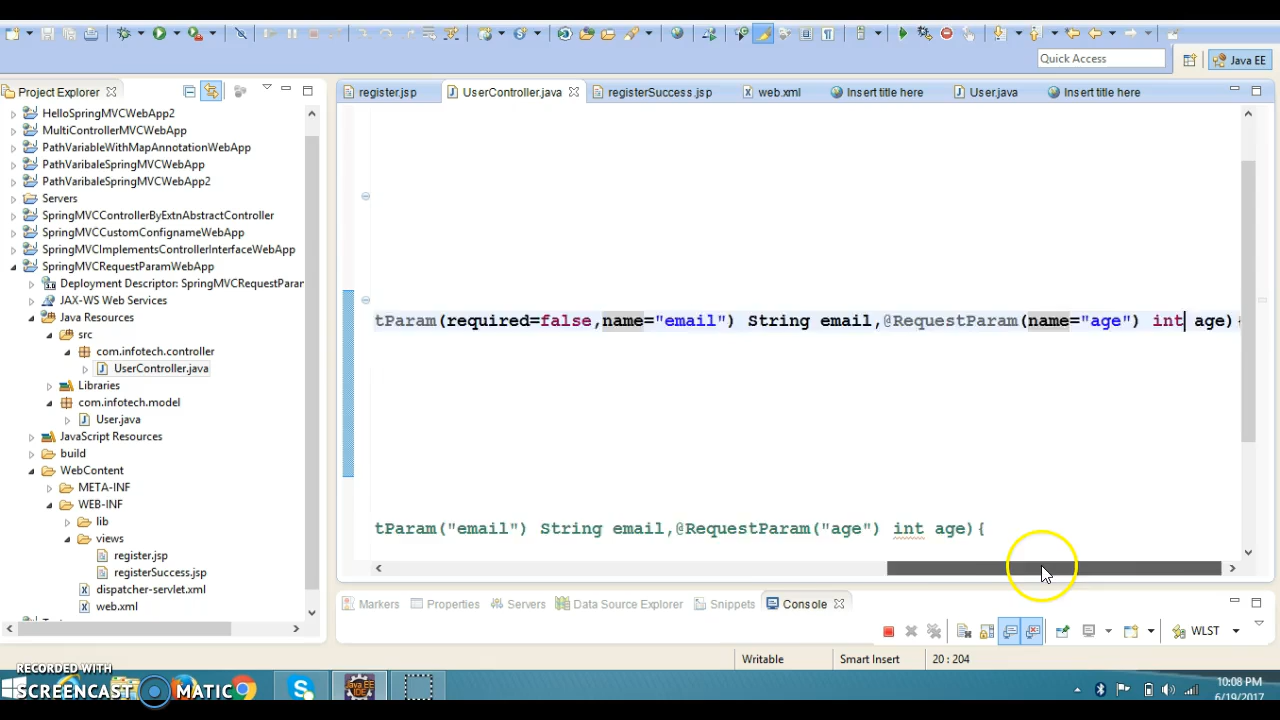 Quick Access
Java EE
Project Explorer
register.jsp
UserController.java
registerSuccess.jsp
web.xml
Insert title here
User.java
Insert title here
HelloSpringMVCWebApp2
MultiControllerMVCWebApp
PathVariableWithMapAnnotationWebApp
PathVaribaleSpringMVCWebApp
PathVaribaleSpringMVCWebApp2
Servers
SpringMVCControllerByExtnAbstractController
SpringMVCCustomConfignameWebApp
SpringMVCImplementsControllerInterfaceWebApp
SpringMVCRequestParamWebApp
Deployment Descriptor: SpringMVCRequestParar
JAX-WS Web Services
Java Resources
src
com.infotech.controller
UserController.java
Libraries
com.infotech.model
User.java
JavaScript Resources
build
WebContent
META-INF
WEB-INF
lib
views
register.jsp
registerSuccess.jsp
dispatcher-servlet.xml
web.xml
tParam(required=false,name="email") String email,@RequestParam(name="age") int age){
tParam("email") String email,@RequestParam("age") int age){
Markers
Properties
Servers
Data Source Explorer
Snippets
Console
WLST
Writable
Smart Insert
20 : 204
RECORDED WITH
SCREENCAST MATIC
Java EE
IDE
10:08 PM
6/19/2017